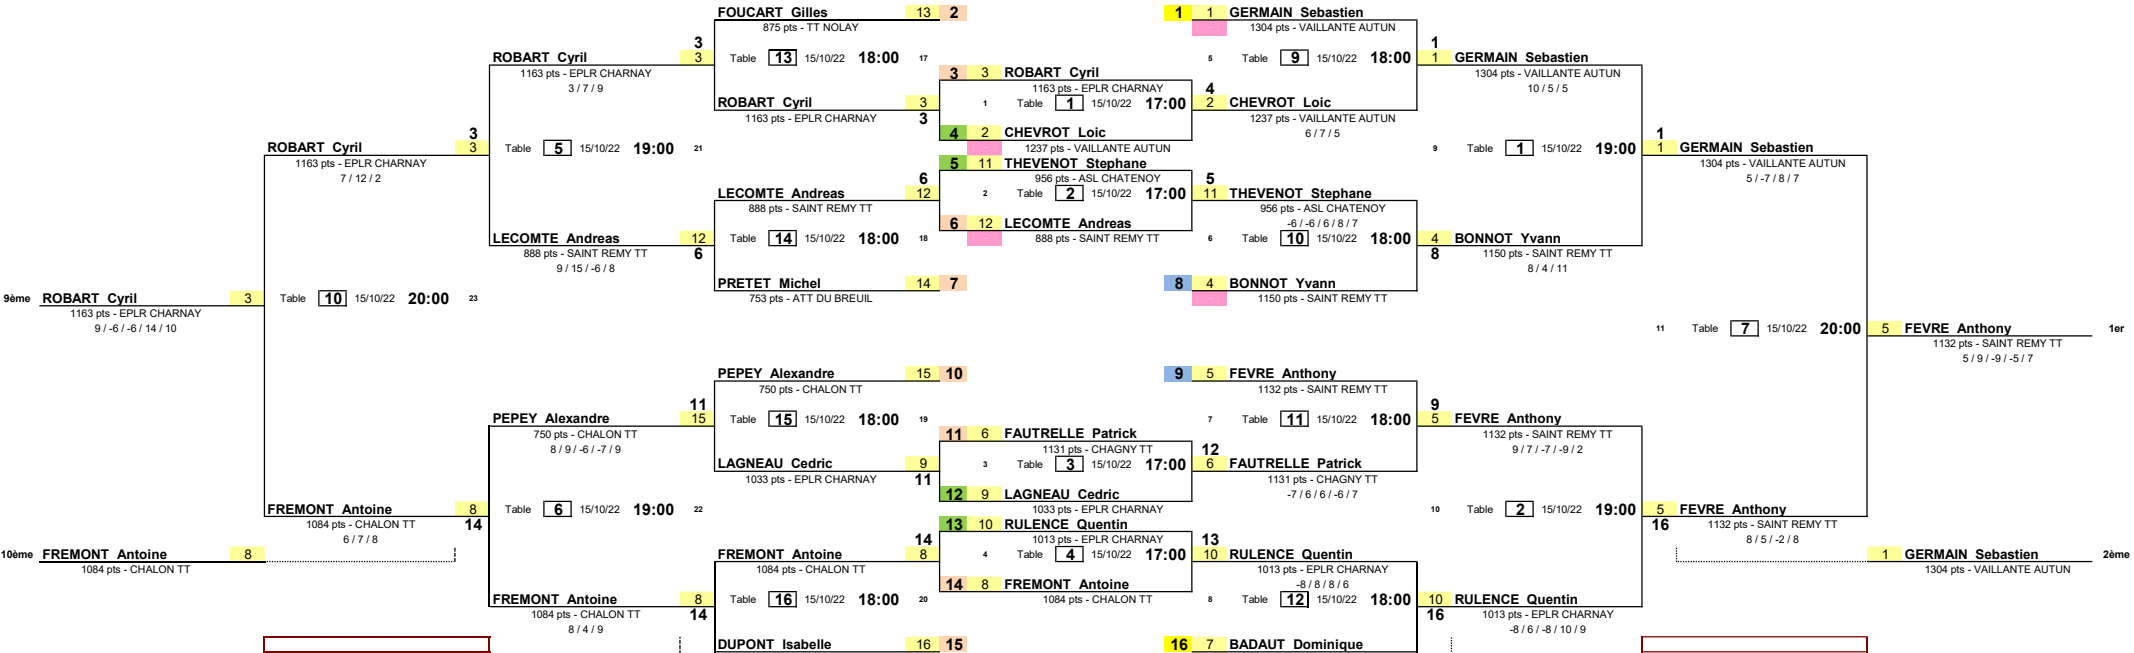 FOUCART Gilles 13 2 1 1 GERMAIN Sebastien
875 pts - TT NOLAY 1304 pts - VAILLANTE AUTUN
3 1
ROBART Cyril 3 Table 13 15/10/22 18:00 17 5 Table 9 15/10/22 18:00 1 GERMAIN Sebastien
1163 pts - EPLR CHARNAY 3 3 ROBART Cyril 1304 pts - VAILLANTE AUTUN
3 / 7 / 9 1163 pts - EPLR CHARNAY 4 10 / 5 / 5
ROBART Cyril 3 1 Table 1 15/10/22 17:00 2 CHEVROT Loic
1163 pts - EPLR CHARNAY 3 1237 pts - VAILLANTE AUTUN
3 4 2 CHEVROT Loic 6 / 7 / 5 1
ROBART Cyril 3 Table 5 15/10/22 19:00 21 1237 pts - VAILLANTE AUTUN 9 Table 1 15/10/22 19:00 1 GERMAIN Sebastien
1163 pts - EPLR CHARNAY 5 11 THEVENOT Stephane 1304 pts - VAILLANTE AUTUN
7 / 12 / 2 6 956 pts - ASL CHATENOY 5 5 / -7 / 8 / 7
LECOMTE Andreas 12 2 Table 2 15/10/22 17:00 11 THEVENOT Stephane
888 pts - SAINT REMY TT 956 pts - ASL CHATENOY
6 12 LECOMTE Andreas -6 / -6 / 6 / 8 / 7
LECOMTE Andreas 12 Table 14 15/10/22 18:00 18 888 pts - SAINT REMY TT 6 Table 10 15/10/22 18:00 4 BONNOT Yvann
888 pts - SAINT REMY TT 6 8 1150 pts - SAINT REMY TT
9 / 15 / -6 / 8 8 / 4 / 11
PRETET Michel 14 7 8 4 BONNOT Yvann
9ème ROBART Cyril 3 Table 10 15/10/22 20:00 23 753 pts - ATT DU BREUIL 1150 pts - SAINT REMY TT
1163 pts - EPLR CHARNAY
9 / -6 / -6 / 14 / 10 11 Table 7 15/10/22 20:00 5 FEVRE Anthony 1er
1132 pts - SAINT REMY TT
5 / 9 / -9 / -5 / 7
PEPEY Alexandre 15 10 9 5 FEVRE Anthony
750 pts - CHALON TT 1132 pts - SAINT REMY TT
11 9
PEPEY Alexandre 15 Table 15 15/10/22 18:00 19 7 Table 11 15/10/22 18:00 5 FEVRE Anthony
750 pts - CHALON TT 11 6 FAUTRELLE Patrick 1132 pts - SAINT REMY TT
8 / 9 / -6 / -7 / 9 1131 pts - CHAGNY TT 12 9 / 7 / -7 / -9 / 2
LAGNEAU Cedric 9 3 Table 3 15/10/22 17:00 6 FAUTRELLE Patrick
1033 pts - EPLR CHARNAY 11 1131 pts - CHAGNY TT
12 9 LAGNEAU Cedric -7 / 6 / 6 / -6 / 7
FREMONT Antoine 8 Table 6 15/10/22 19:00 22 1033 pts - EPLR CHARNAY 10 Table 2 15/10/22 19:00 5 FEVRE Anthony
1084 pts - CHALON TT 14 13 10 RULENCE Quentin 16 1132 pts - SAINT REMY TT
6 / 7 / 8 14 1013 pts - EPLR CHARNAY 13 8 / 5 / -2 / 8
10ème FREMONT Antoine 8 FREMONT Antoine 8 4 Table 4 15/10/22 17:00 10 RULENCE Quentin 1 GERMAIN Sebastien 2ème
1084 pts - CHALON TT 1084 pts - CHALON TT 1013 pts - EPLR CHARNAY 1304 pts - VAILLANTE AUTUN
14 8 FREMONT Antoine -8 / 8 / 8 / 6
FREMONT Antoine 8 Table 16 15/10/22 18:00 20 1084 pts - CHALON TT 8 Table 12 15/10/22 18:00 10 RULENCE Quentin
1084 pts - CHALON TT 14 16 1013 pts - EPLR CHARNAY
8 / 4 / 9 -8 / 6 / -8 / 10 / 9
DUPONT Isabelle 16 15 16 7 BADAUT Dominique